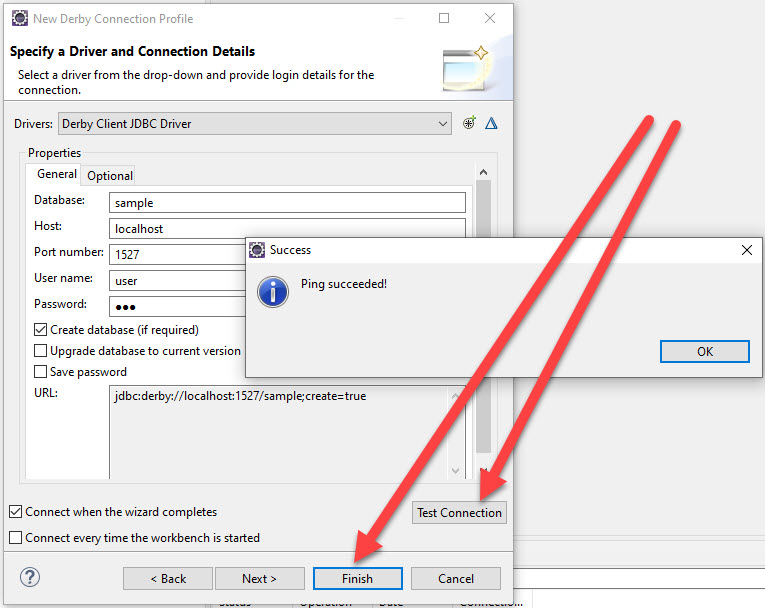 New Derby Connection Profile
Specify a Driver and Connection Details
Select a driver from the drop-down and provide login details for the
connection.
Drivers: Derby Client JDBC Driver
Properties
General Optional
Database: sample
Host: localhost
Port number: 1527
User name: user
Password: •••
Create database (if required)
Upgrade database to current version
Save password
URL: jdbc:derby://localhost:1527/sample;create=true
Success
Ping succeeded!
OK
Connect when the wizard completes
Test Connection
Connect every time the workbench is started
? < Back Next > Finish Cancel
Status Operation Date Connection...